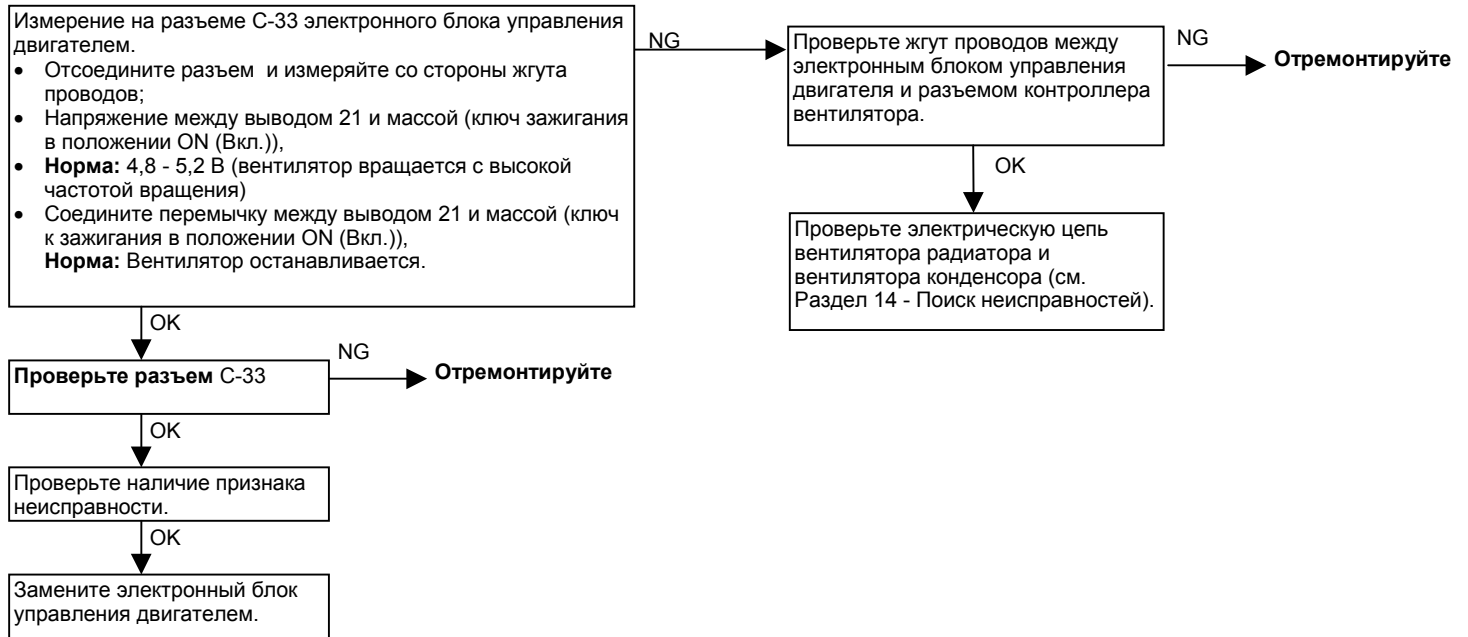 Измерение на разъеме С-33 электронного блока управления
двигателем.
• Отсоедините разъем и измеряйте со стороны жгута
проводов;
• Напряжение между выводом 21 и массой (ключ зажигания
в положении ON (Вкл.)),
• Норма: 4,8 - 5,2 В (вентилятор вращается с высокой
частотой вращения)
• Соедините перемычку между выводом 21 и массой (ключ
к зажигания в положении ON (Вкл.)),
Норма: Вентилятор останавливается.
NG
Проверьте жгут проводов между
электронным блоком управления
двигателя и разъемом контроллера
вентилятора.
NG
Отремонтируйте
OK
Проверьте электрическую цепь
вентилятора радиатора и
вентилятора конденсора (см.
Раздел 14 - Поиск неисправностей).
OK
Проверьте разъем С-33
NG
Отремонтируйте
OK
Проверьте наличие признака
неисправности.
OK
Замените электронный блок
управления двигателем.